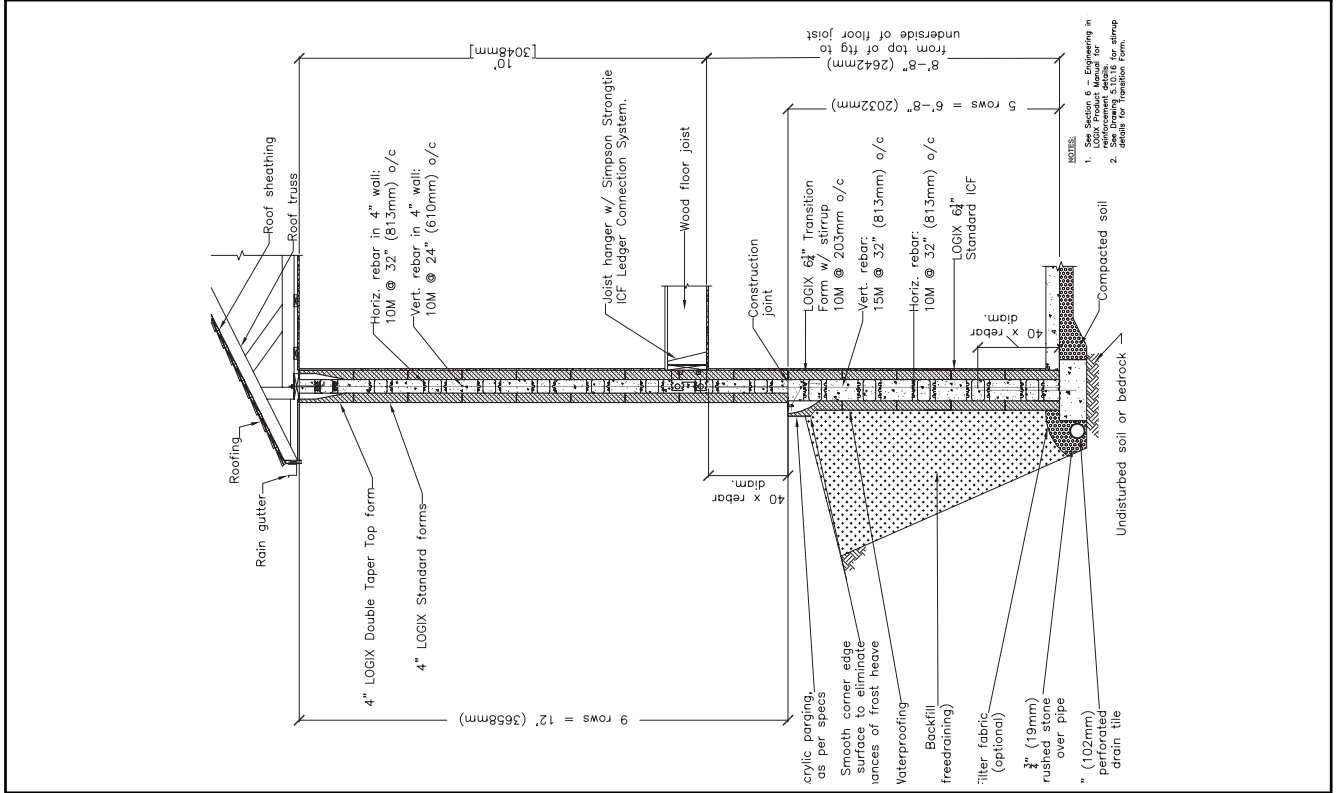 Roof sheathing
Roof truss
Roofing
Rain gutter
10'
[3048mm]
Horiz. rebar in 4" wall:
10M @ 32" (813mm) o/c
Vert. rebar in 4" wall:
10M @ 24" (610mm) o/c
4" LOGIX Double Taper Top form
4" LOGIX Standard forms
9 rows = 12' (3658mm)
Joist hanger w/ Simpson Strongtie
ICF Ledger Connection System.
Wood floor joist
8'-8" (2642mm)
from top of ftg to
underside of floor joist
5 rows = 6'-8" (2032mm)
Construction
joint
LOGIX 6¼" Transition
Form w/ stirrup
10M @ 203mm o/c
Vert. rebar:
15M @ 32" (813mm) o/c
Horiz. rebar:
10M @ 32" (813mm) o/c
LOGIX 6¼"
Standard ICF
40 x rebar
diam.
40 x rebar
diam.
crylic parging,
as per specs
Smooth corner edge
surface to eliminate
hances of frost heave
Waterproofing
Backfill
freedraining)
ilter fabric
(optional)
¾" (19mm)
rushed stone
over pipe
" (102mm)
perforated
drain tile
Compacted soil
Undisturbed soil or bedrock
NOTES:
1. See Section 6 – Engineering in
LOGIX Product Manual for
reinforcement details.
2. See Drawing 5.10.16 for stirrup
details for Transition Form.